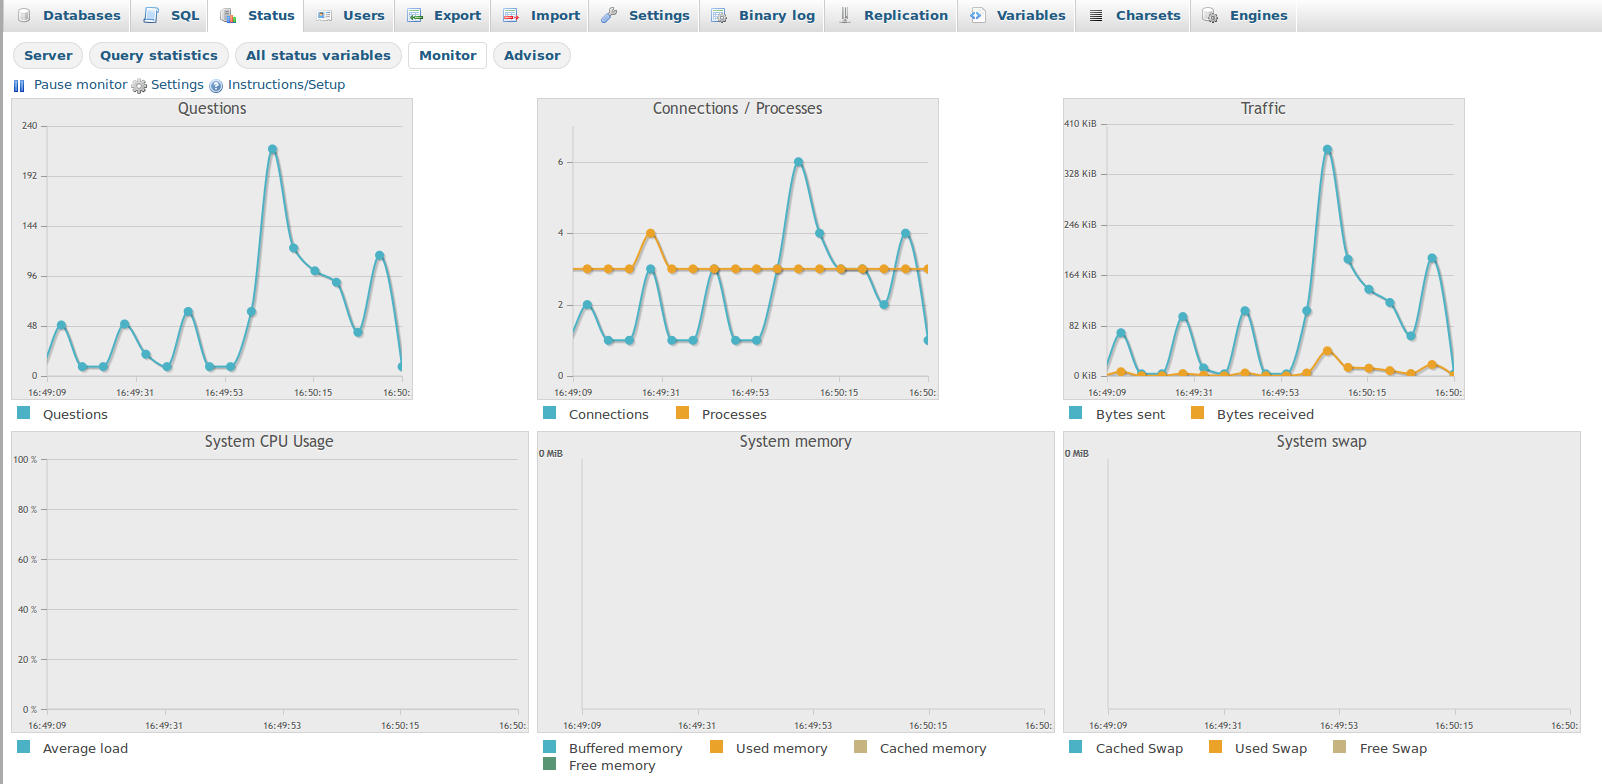 Databases SQL Status Users Export Import Settings Binary log Replication Variables Charsets Engines
Server Query statistics All status variables Monitor Advisor
Pause monitor Settings Instructions/Setup
Questions
240
192
144
96
48
0
16:49:09 16:49:31 16:49:53 16:50:15 16:50:
Questions
Connections / Processes
6
4
2
0
16:49:09 16:49:31 16:49:53 16:50:15 16:50:
Connections Processes
Traffic
410 KiB
328 KiB
246 KiB
164 KiB
82 KiB
0 KiB
16:49:09 16:49:31 16:49:53 16:50:15 16:50:
Bytes sent Bytes received
System CPU Usage
100 %
80 %
60 %
40 %
20 %
0 %
16:49:09 16:49:31 16:49:53 16:50:15 16:50:
Average load
System memory
0 MiB
16:49:09 16:49:31 16:49:53 16:50:15 16:50:
Buffered memory Used memory Cached memory
Free memory
System swap
0 MiB
16:49:09 16:49:31 16:49:53 16:50:15 16:50:
Cached Swap Used Swap Free Swap